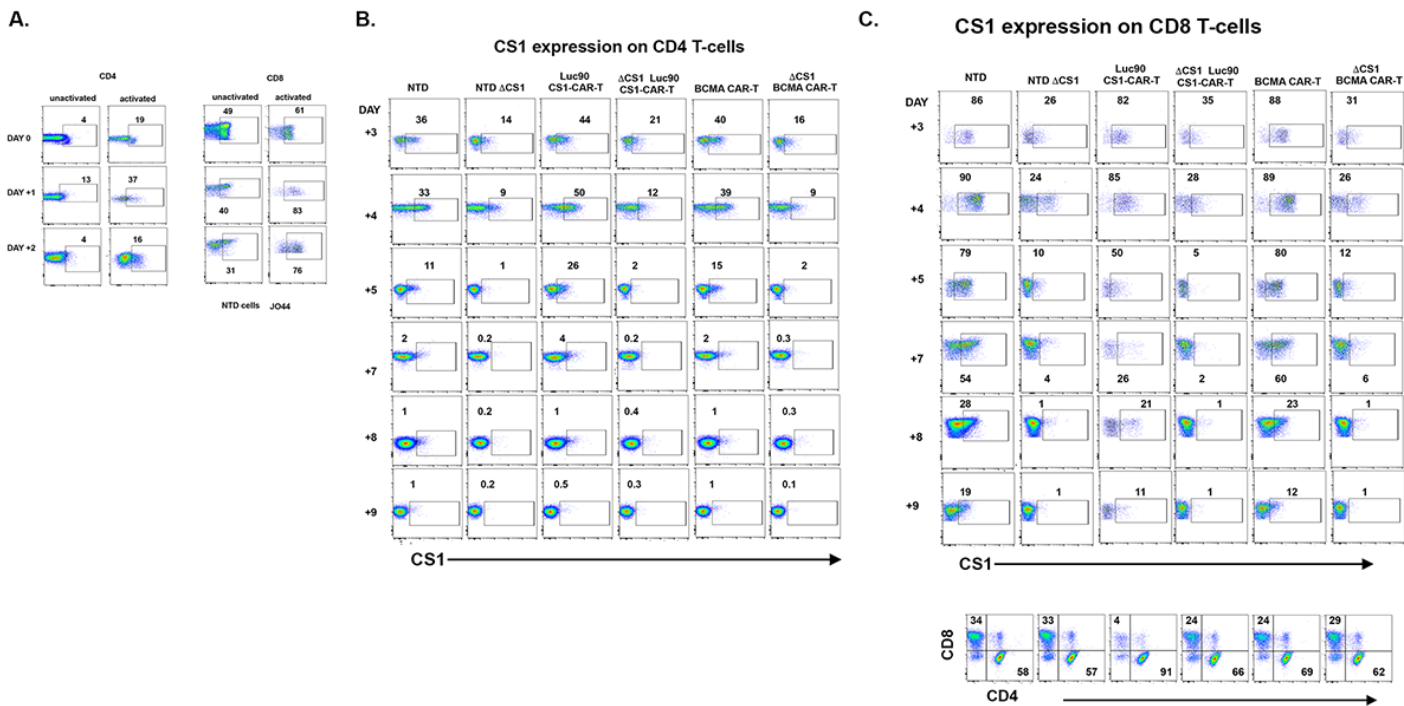 A.
B.
C.
CS1 expression on CD4 T-cells
CS1 expression on CD8 T-cells
CD4
CD8
unactivated activated
unactivated activated
4 19
49 61
DAY 0
13 37
DAY +1
40 83
4 16
DAY +2
31 76
NTD cells JO44
NTD NTD ΔCS1 Luc90 CS1-CAR-T ΔCS1 Luc90 CS1-CAR-T BCMA CAR-T ΔCS1 BCMA CAR-T
DAY
+3 36 14 44 21 40 16
+4 33 9 50 12 39 9
+5 11 1 26 2 15 2
+7 2 0.2 4 0.2 2 0.3
+8 1 0.2 1 0.4 1 0.3
+9 1 0.2 0.5 0.3 1 0.1
CS1
NTD NTD ΔCS1 Luc90 CS1-CAR-T ΔCS1 Luc90 CS1-CAR-T BCMA CAR-T ΔCS1 BCMA CAR-T
DAY
+3 86 26 82 35 88 31
+4 90 24 85 28 89 26
+5 79 10 50 5 80 12
+7 54 4 26 2 60 6
+8 28 1 21 1 23 1
+9 19 1 11 1 12 1
CS1
CD8
34 33 4 24 24 29
58 57 91 66 69 62
CD4